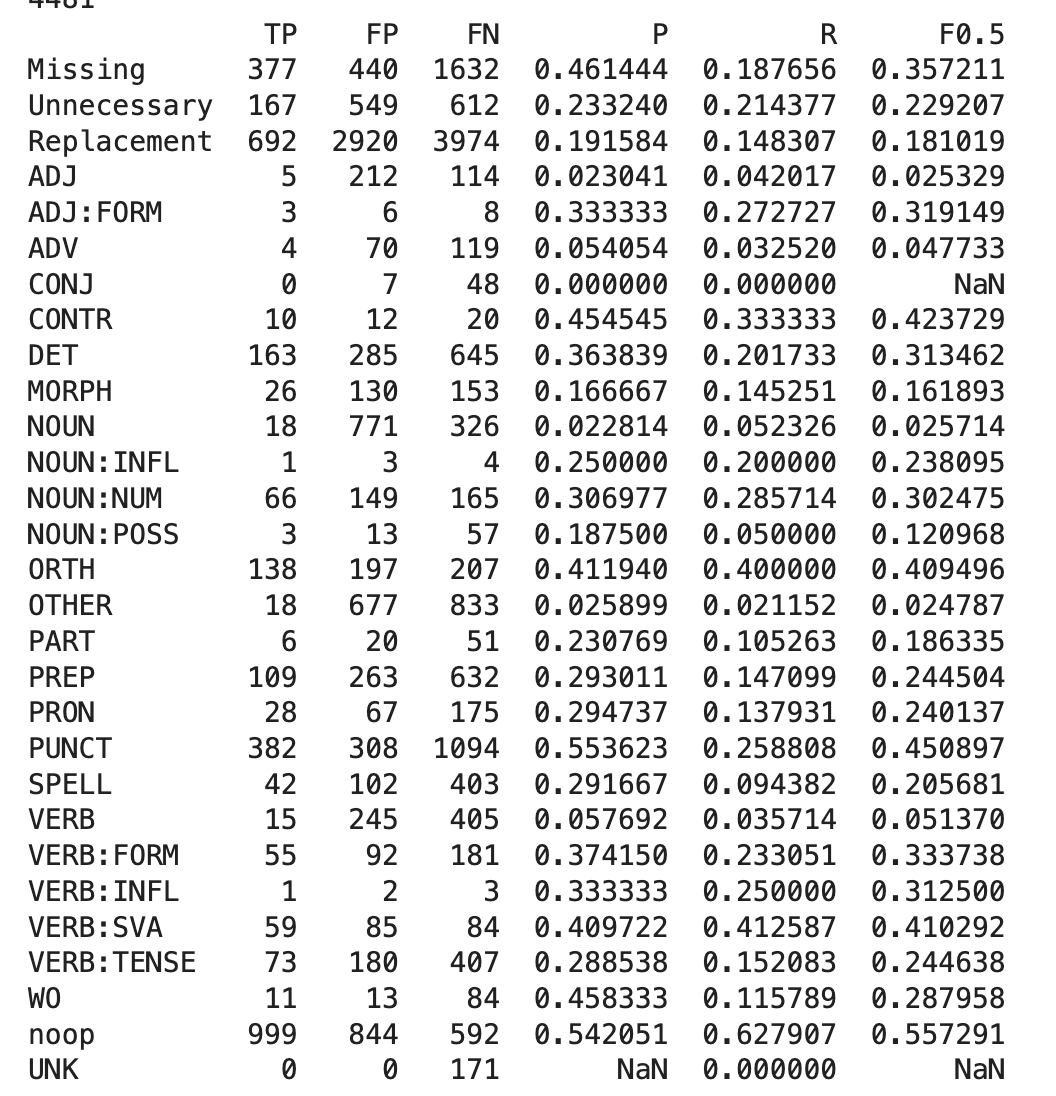 4481
TP FP FN P R F0.5
Missing 377 440 1632 0.461444 0.187656 0.357211
Unnecessary 167 549 612 0.233240 0.214377 0.229207
Replacement 692 2920 3974 0.191584 0.148307 0.181019
ADJ 5 212 114 0.023041 0.042017 0.025329
ADJ:FORM 3 6 8 0.333333 0.272727 0.319149
ADV 4 70 119 0.054054 0.032520 0.047733
CONJ 0 7 48 0.000000 0.000000 NaN
CONTR 10 12 20 0.454545 0.333333 0.423729
DET 163 285 645 0.363839 0.201733 0.313462
MORPH 26 130 153 0.166667 0.145251 0.161893
NOUN 18 771 326 0.022814 0.052326 0.025714
NOUN:INFL 1 3 4 0.250000 0.200000 0.238095
NOUN:NUM 66 149 165 0.306977 0.285714 0.302475
NOUN:POSS 3 13 57 0.187500 0.050000 0.120968
ORTH 138 197 207 0.411940 0.400000 0.409496
OTHER 18 677 833 0.025899 0.021152 0.024787
PART 6 20 51 0.230769 0.105263 0.186335
PREP 109 263 632 0.293011 0.147099 0.244504
PRON 28 67 175 0.294737 0.137931 0.240137
PUNCT 382 308 1094 0.553623 0.258808 0.450897
SPELL 42 102 403 0.291667 0.094382 0.205681
VERB 15 245 405 0.057692 0.035714 0.051370
VERB:FORM 55 92 181 0.374150 0.233051 0.333738
VERB:INFL 1 2 3 0.333333 0.250000 0.312500
VERB:SVA 59 85 84 0.409722 0.412587 0.410292
VERB:TENSE 73 180 407 0.288538 0.152083 0.244638
WO 11 13 84 0.458333 0.115789 0.287958
noop 999 844 592 0.542051 0.627907 0.557291
UNK 0 0 171 NaN 0.000000 NaN